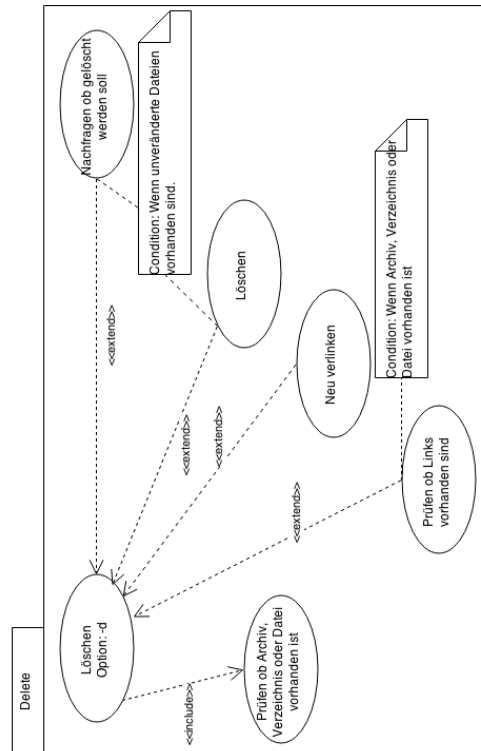 Delete
Löschen
Option: -d
<<include>>
Prüfen ob Archiv,
Verzeichnis oder Datei
vorhanden ist
<<extend>>
<<extend>>
<<extend>>
<<extend>>
Nachfragen ob gelöscht
werden soll
Condition: Wenn unveränderte Dateien
vorhanden sind.
Löschen
Neu verlinken
Condition: Wenn Archiv, Verzeichnis oder
Datei vorhanden ist
Prüfen ob Links
vorhanden sind